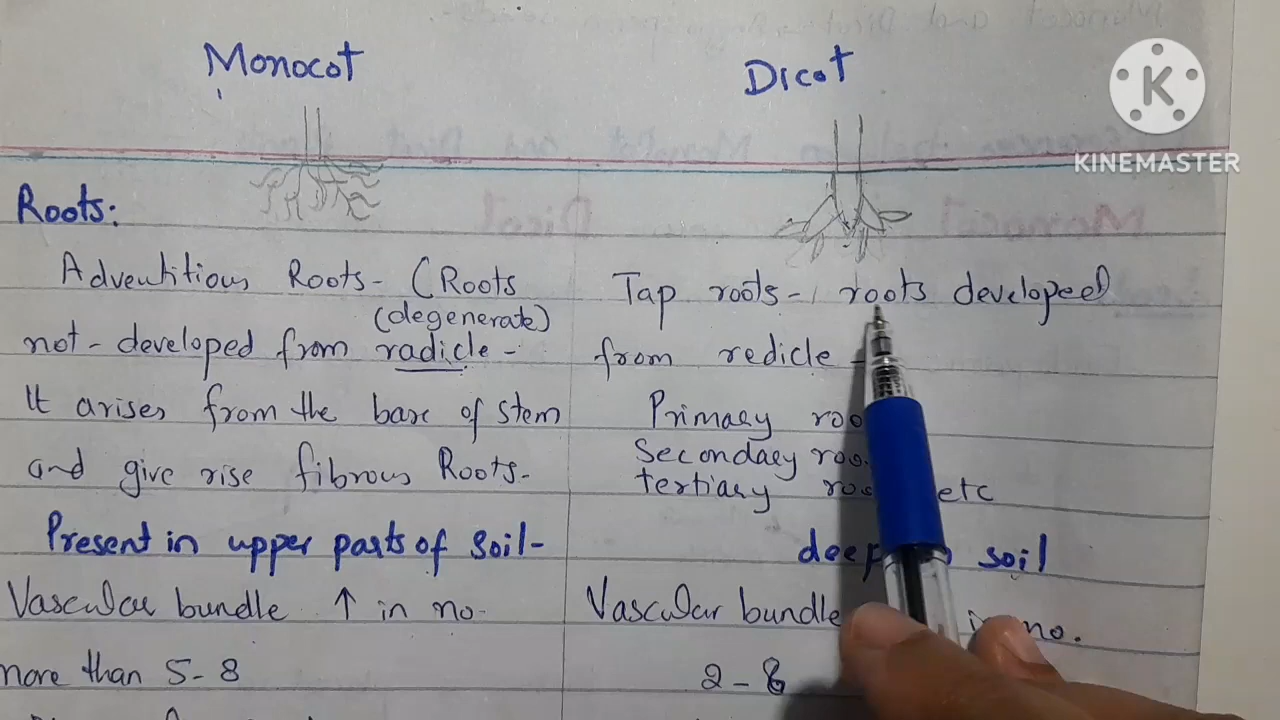 Monocot
Dicot
K
KINEMASTER
Roots:
Adventitious Roots- (Roots
(degenerate)
not-developed from radicle-
It arises from the base of stem
and give rise fibrous Roots-
Present in upper parts of soil-
Vascular bundle ↑ in no-
more than 5-8
Tap roots- roots developed
from redicle -
Primary
Secondary
tertiary etc
soil
Vascular bundle no.
2-6